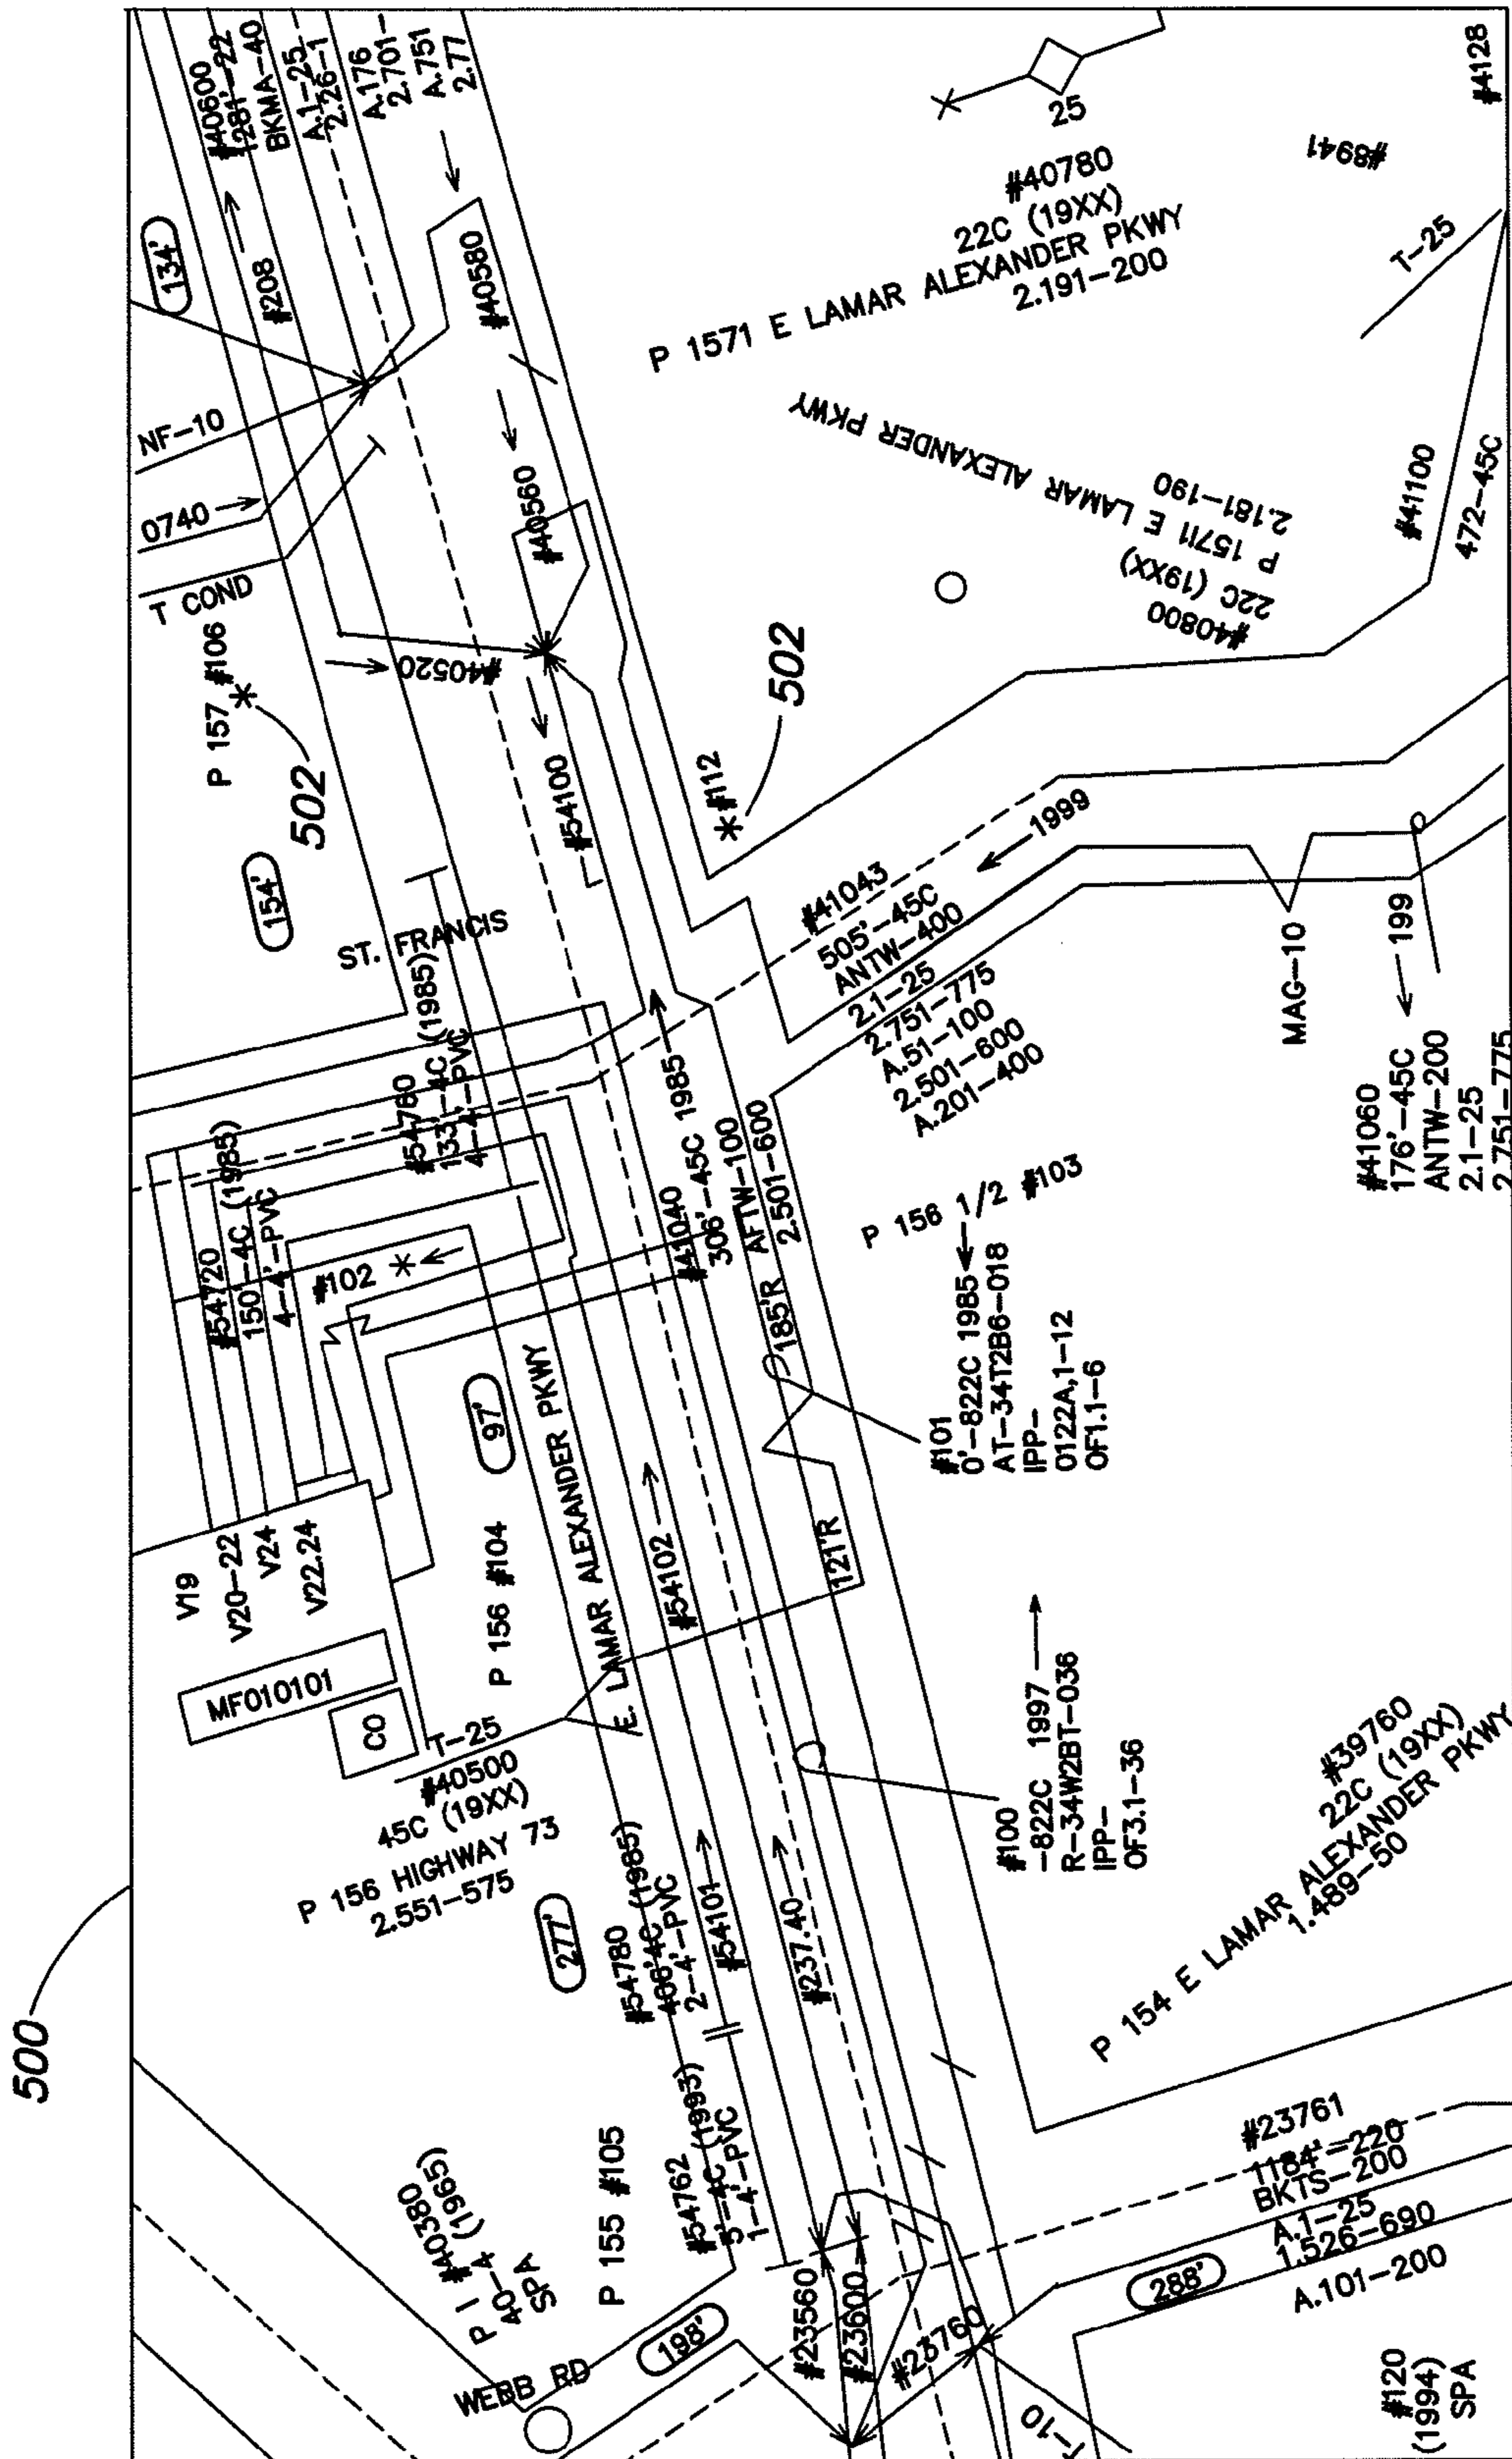 500
134'
#40600
1281'-22
BKMA-40
A.1-25
2.26-1
A.176
2.701-
A.751
2.77
#208
NF-10
0740
T COND
P 157 #106
502
#40580
#40560
#40520
25
#40780
22C (19XX)
P 1571 E LAMAR ALEXANDER PKWY
2.191-200
#8941
#4128
T-25
#40800
22C (19XX)
P 15711 E LAMAR ALEXANDER PKWY
2.181-190
#41100
472-45C
154'
ST. FRANCIS
#54100
#112
502
1999
#41043
505'-45C
ANTW-400
2.1-25
2.751-775
A.51-100
2.501-600
A.201-400
MAG-10
199
#41060
176'-45C
ANTW-200
2.1-25
2.751-775
#54760
133'-4C (1985)
4-4'-PVC
#54720
150'-4C (1985)
4-4'-PVC
#102
#41040
306'-45C 1985
AFTW-100
2.501-600
185'R
P 156 1/2 #103
#101
0'-822C 1985
AT-34T2B6-018
IPP-
0122A,1-12
OF1.1-6
V19
V20-22
V24
V22.24
97'
P 156 #104
E. LAMAR ALEXANDER PKWY
#54102
121'R
MF010101
CO
T-25
#40500
45C (19XX)
P 156 HIGHWAY 73
2.551-575
277'
#54780
406'4C (1985)
2-4'-PVC
#54101
#237.40
#100
-822C 1997
R-34W2BT-036
IPP-
OF3.1-36
#39760
22C (19XX)
P 154 E LAMAR ALEXANDER PKWY
1.489-50
P I #40380
40-4 (1965)
SPA
P 155 #105
#54762
5'-4C (1993)
1-4'-PVC
WEBB RD
198'
#23560
#23600
#23760
#23761
1184'=220
BKTS-200
A.1-25
1.526-690
A.101-200
288'
#120
(1994)
SPA